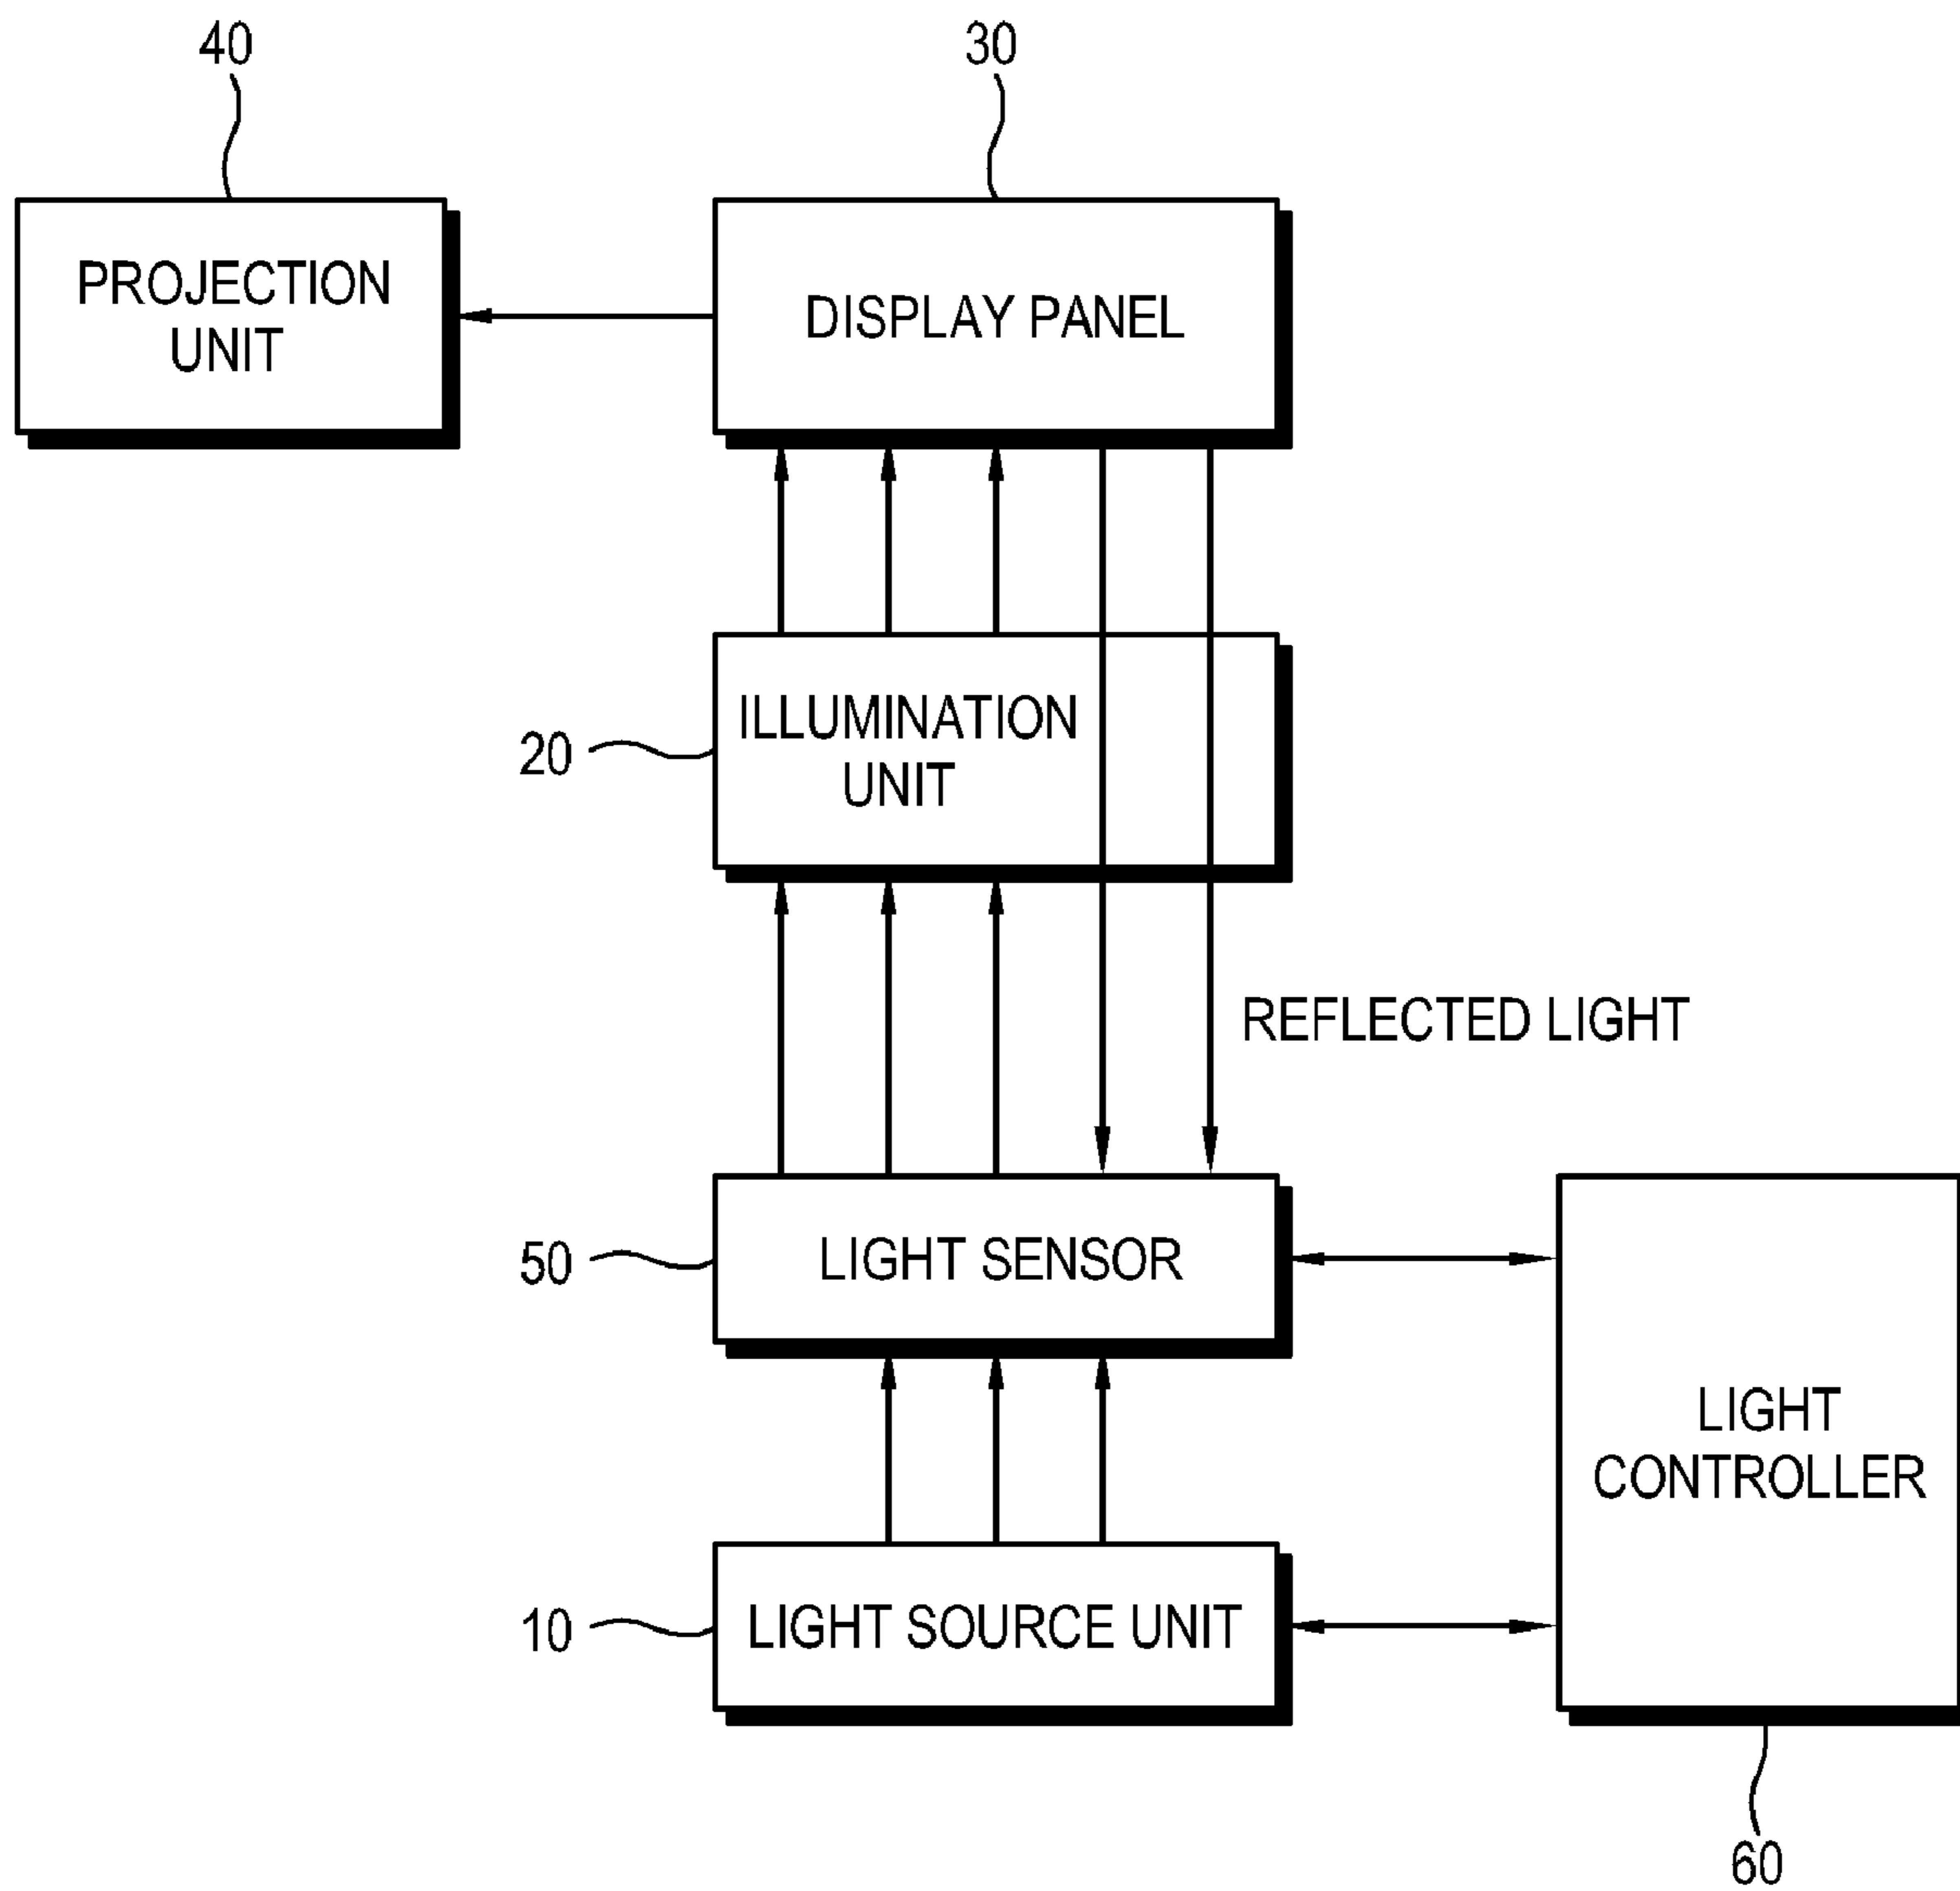 40
30
PROJECTION
UNIT
DISPLAY PANEL
20
ILLUMINATION
UNIT
REFLECTED LIGHT
50
LIGHT SENSOR
LIGHT
CONTROLLER
10
LIGHT SOURCE UNIT
60